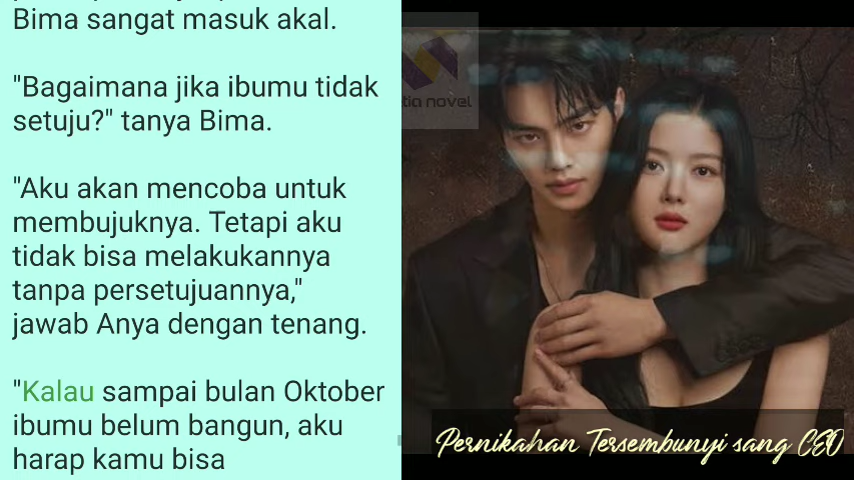 Bima sangat masuk akal.
"Bagaimana jika ibumu tidak
setuju?" tanya Bima.
"Aku akan mencoba untuk
membujuknya. Tetapi aku
tidak bisa melakukannya
tanpa persetujuannya,"
jawab Anya dengan tenang.
"Kalau sampai bulan Oktober
ibumu belum bangun, aku
harap kamu bisa
novel
Pernikahan Tersembunyi sang CEO